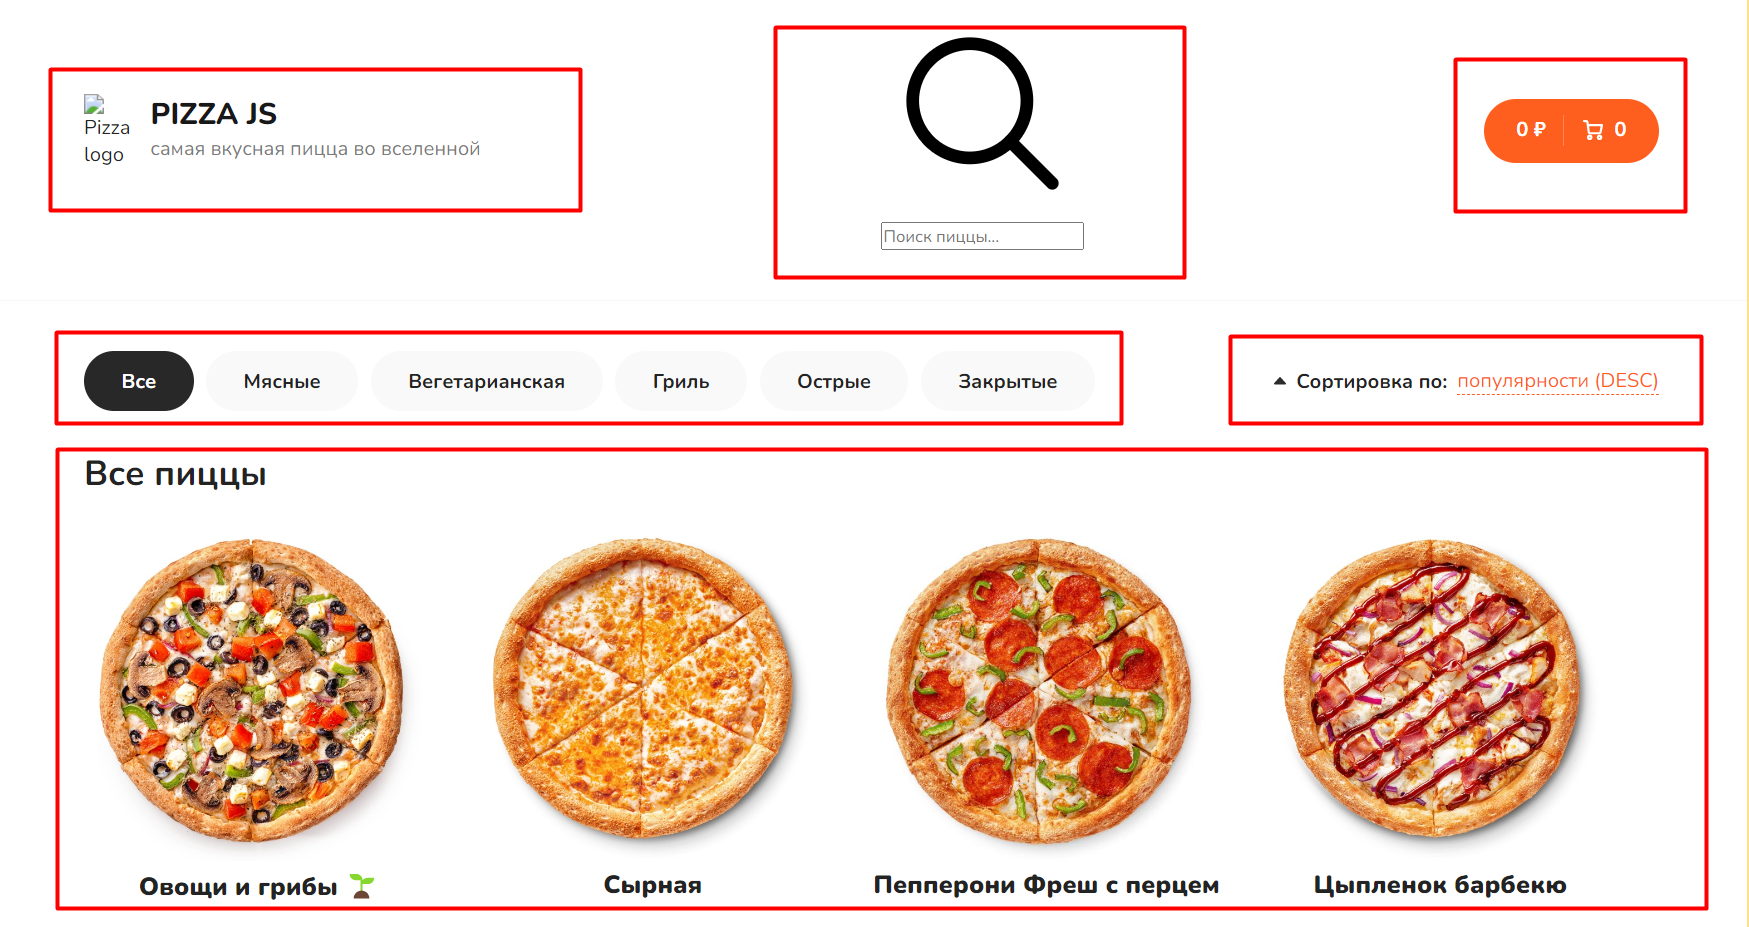 Pizza
logo
PIZZA JS
самая вкусная пицца во вселенной
Поиск пиццы...
0 ₽
0
Все
Мясные
Вегетарианская
Гриль
Острые
Закрытые
Сортировка по: популярности (DESC)
Все пиццы
Овощи и грибы 🌱
Сырная
Пепперони Фреш с перцем
Цыпленок барбекю